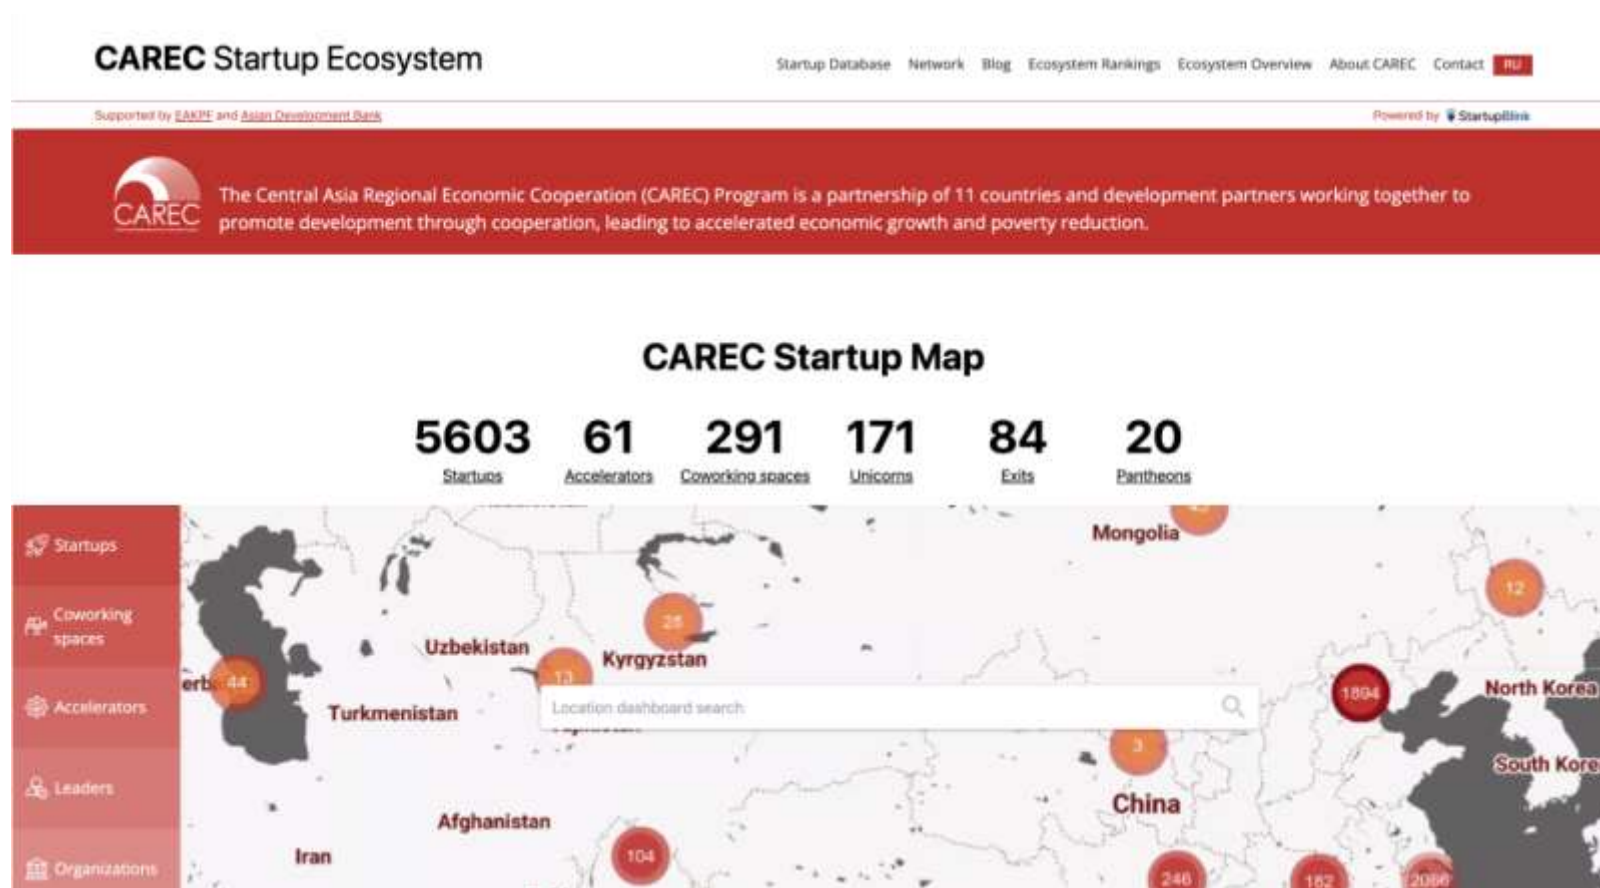 CAREC Startup Ecosystem
Startup Database Network Blog Ecosystem Rankings Ecosystem Overview About CAREC Contact RU
Supported by EAKPF and Asian Development Bank
Powered by StartupBlink
CAREC
The Central Asia Regional Economic Cooperation (CAREC) Program is a partnership of 11 countries and development partners working together to
promote development through cooperation, leading to accelerated economic growth and poverty reduction.
CAREC Startup Map
5603 61 291 171 84 20
Startups Accelerators Coworking spaces Unicorns Exits Pantheons
Startups
Coworking
spaces
Accelerators
Leaders
Organizations
Mongolia
12
25
Uzbekistan
Kyrgyzstan
13
44
1894
North Korea
Turkmenistan
Location dashboard search
3
South Kore
China
Afghanistan
Iran
104
246
182
2086